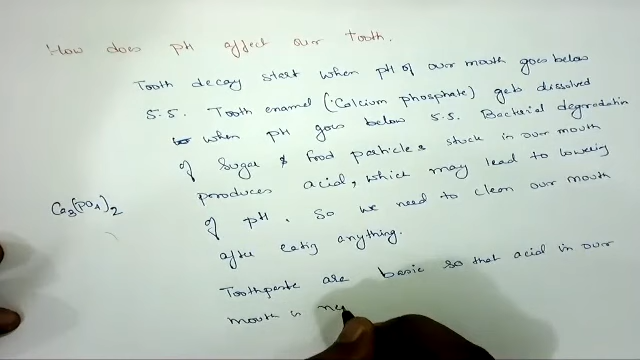 How does pH affect our tooth.
Tooth decay start when pH of our mouth goes below
5.5. Tooth enamel (Calcium phosphate) gets dissolved
when pH goes below 5.5. Bacterial degradation
of sugar & food particles stuck in our mouth
produces acid, which may lead to lowering
of pH. So we need to clean our mouth
after eating anything.
Ca3(PO4)2
Toothpaste are basic so that acid in our
mouth is ne